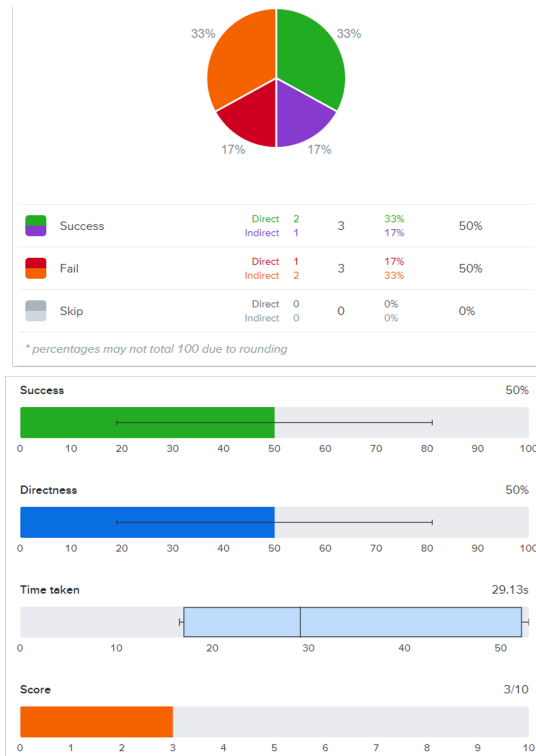 33% 33%
17% 17%
Success Direct 2 3 33% 50%
Indirect 1 17%
Fail Direct 1 3 17% 50%
Indirect 2 33%
Skip Direct 0 0 0% 0%
Indirect 0 0%
* percentages may not total 100 due to rounding
Success 50%
0 10 20 30 40 50 60 70 80 90 100
Directness 50%
0 10 20 30 40 50 60 70 80 90 100
Time taken 29.13s
0 10 20 30 40 50
Score 3/10
0 1 2 3 4 5 6 7 8 9 10